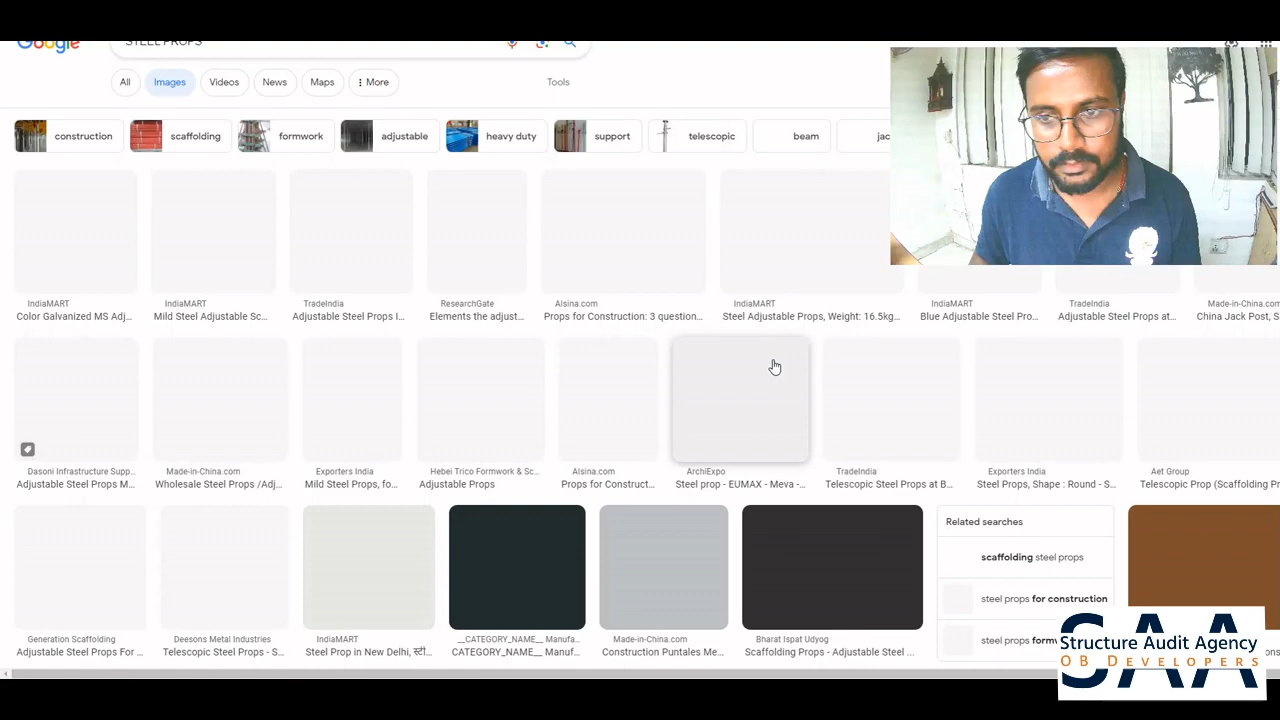 Google
STEEL PROPS
All
Images
Videos
News
Maps
More
Tools
construction
scaffolding
formwork
adjustable
heavy duty
support
telescopic
beam
jac
IndiaMART
Color Galvanized MS Adj...
IndiaMART
Mild Steel Adjustable Sc...
TradeIndia
Adjustable Steel Props I...
ResearchGate
Elements the adjust...
Alsina.com
Props for Construction: 3 question...
IndiaMART
Steel Adjustable Props, Weight: 16.5kg...
IndiaMART
Blue Adjustable Steel Pro...
TradeIndia
Adjustable Steel Props at...
Made-in-China.com
China Jack Post, S
Dasoni Infrastructure Supp...
Adjustable Steel Props M...
Made-in-China.com
Wholesale Steel Props /Adj...
Exporters India
Mild Steel Props, fo...
Hebei Trico Formwork & Sc...
Adjustable Props
Alsina.com
Props for Construct...
ArchiExpo
Steel prop - EUMAX - Meva -...
TradeIndia
Telescopic Steel Props at B...
Exporters India
Steel Props, Shape : Round - S...
Aet Group
Telescopic Prop (Scaffolding Pr
Generation Scaffolding
Adjustable Steel Props For ...
Deesons Metal Industries
Telescopic Steel Props - S...
IndiaMART
Steel Prop in New Delhi, स्टी...
__CATEGORY_NAME__ Manufa...
CATEGORY_NAME__ Manuf...
Made-in-China.com
Construction Puntales Me...
Bharat Ispat Udyog
Scaffolding Props - Adjustable Steel ...
Related searches
scaffolding steel props
steel props for construction
steel props form
SAA
Structure Audit Agency
OB DEVELOPERS